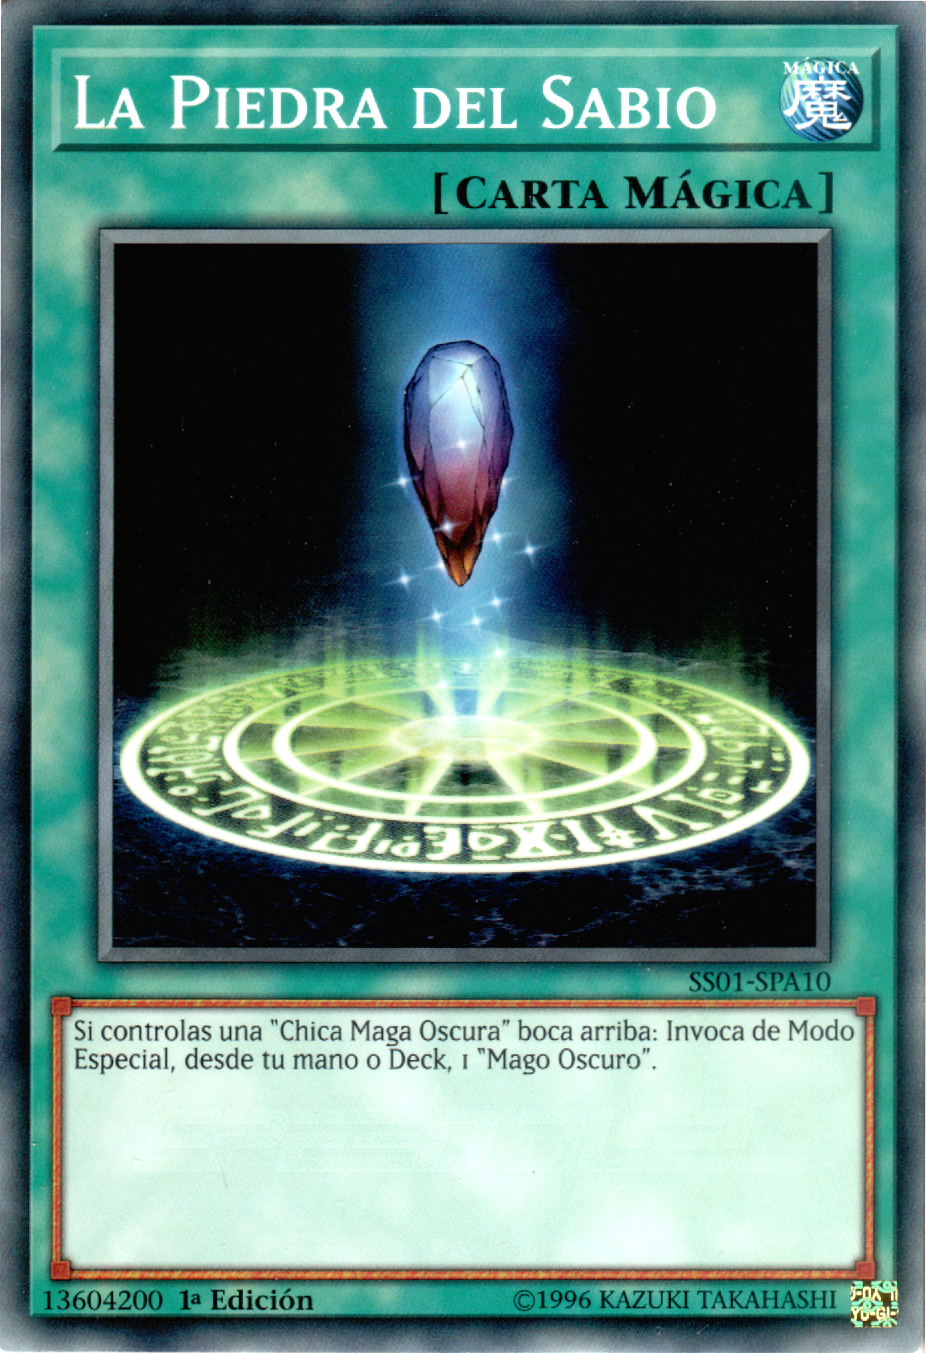 La Piedra del Sabio
MÁGICA
魔
[Carta Mágica]
SS01-SPA10
Si controlas una "Chica Maga Oscura" boca arriba: Invoca de Modo
Especial, desde tu mano o Deck, 1 "Mago Oscuro".
13604200 1ª Edición
©1996 KAZUKI TAKAHASHI